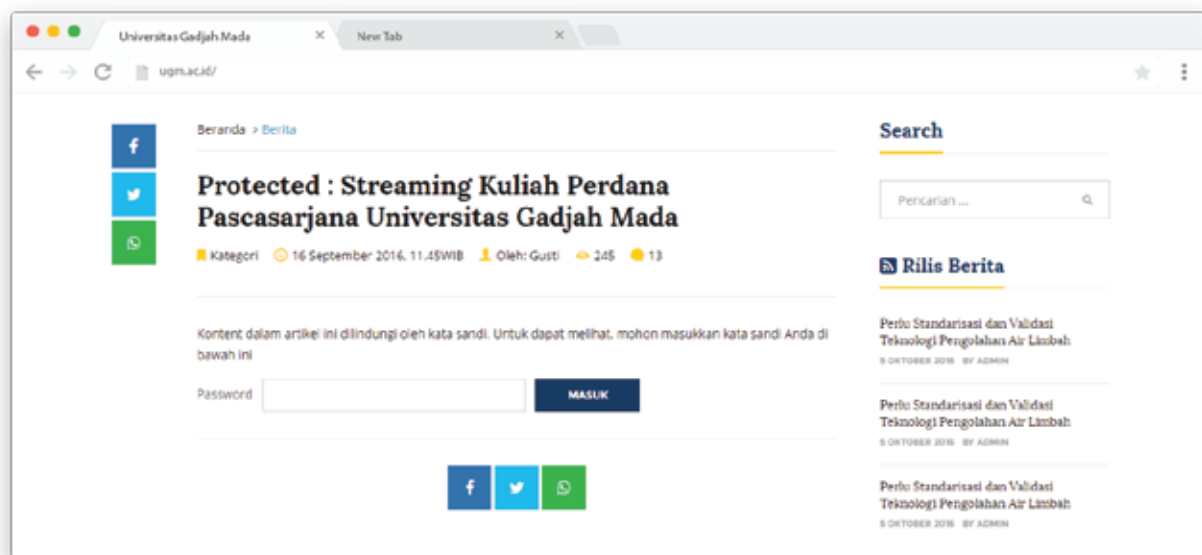 Universitas Gadjah Mada
New Tab
ugm.ac.id/
Beranda > Berita
Protected : Streaming Kuliah Perdana
Pascasarjana Universitas Gadjah Mada
Kategori 16 September 2016, 11.45WIB Oleh: Gusti 245 13
Kontent dalam artikel ini dilindungi oleh kata sandi. Untuk dapat melihat, mohon masukkan kata sandi Anda di
bawah ini
Password
MASUK
Search
Pencarian ...
Rilis Berita
Perlu Standarisasi dan Validasi
Teknologi Pengolahan Air Limbah
5 OKTOBER 2016 BY ADMIN
Perlu Standarisasi dan Validasi
Teknologi Pengolahan Air Limbah
5 OKTOBER 2016 BY ADMIN
Perlu Standarisasi dan Validasi
Teknologi Pengolahan Air Limbah
5 OKTOBER 2016 BY ADMIN